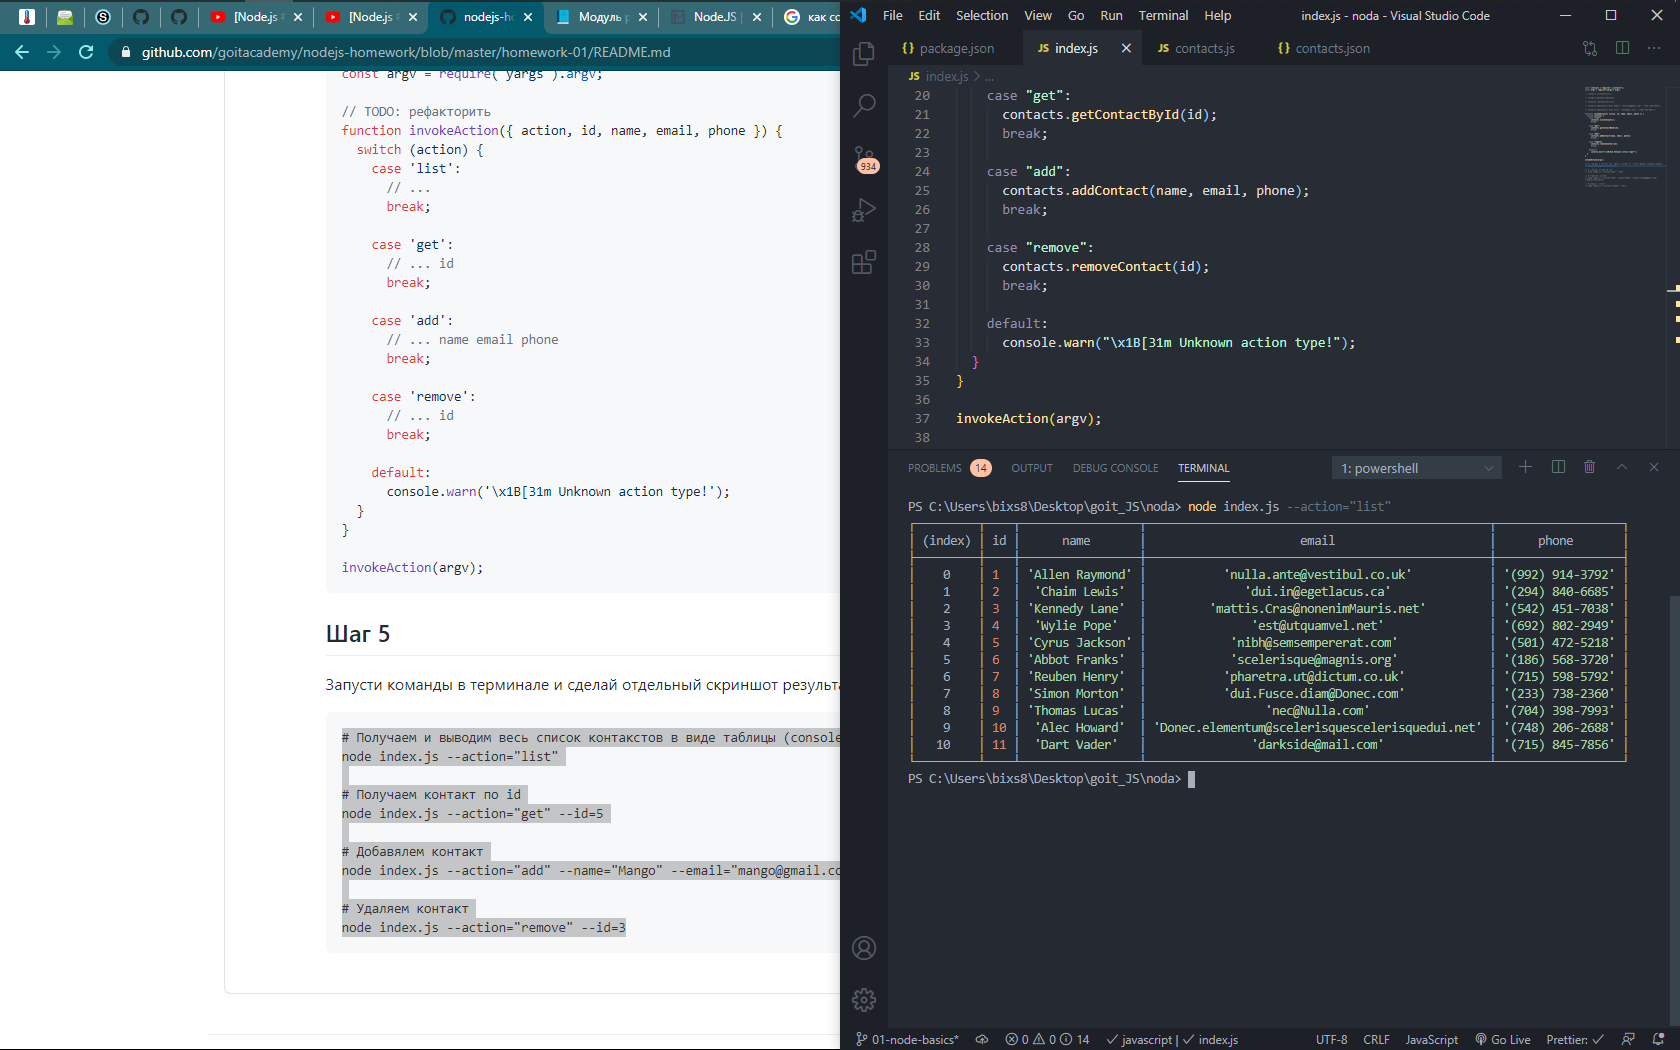 [Node.js
[Node.js
nodejs-ho
Модуль p
Node.JS
как со
github.com/goitacademy/nodejs-homework/blob/master/homework-01/README.md
const argv = require('yargs').argv;
// TODO: рефакторить
function invokeAction({ action, id, name, email, phone }) {
switch (action) {
case 'list':
// ...
break;
case 'get':
// ... id
break;
case 'add':
// ... name email phone
break;
case 'remove':
// ... id
break;
default:
console.warn('\x1B[31m Unknown action type!');
}
}
invokeAction(argv);
Шаг 5
Запусти команды в терминале и сделай отдельный скриншот результа
# Получаем и выводим весь список контакстов в виде таблицы (console
node index.js --action="list"
# Получаем контакт по id
node index.js --action="get" --id=5
# Добавялем контакт
node index.js --action="add" --name="Mango" --email="mango@gmail.co
# Удаляем контакт
node index.js --action="remove" --id=3
File Edit Selection View Go Run Terminal Help
index.js - noda - Visual Studio Code
{} package.json
JS index.js
JS contacts.js
{} contacts.json
JS index.js > ...
934
20 case "get":
21 contacts.getContactById(id);
22 break;
23
24 case "add":
25 contacts.addContact(name, email, phone);
26 break;
27
28 case "remove":
29 contacts.removeContact(id);
30 break;
31
32 default:
33 console.warn("\x1B[31m Unknown action type!");
34 }
35 }
36
37 invokeAction(argv);
38
PROBLEMS 14 OUTPUT DEBUG CONSOLE TERMINAL 1: powershell
PS C:\Users\bixs8\Desktop\goit_JS\noda> node index.js --action="list"
(index) id name email phone
0 1 'Allen Raymond' 'nulla.ante@vestibul.co.uk' '(992) 914-3792'
1 2 'Chaim Lewis' 'dui.in@egetlacus.ca' '(294) 840-6685'
2 3 'Kennedy Lane' 'mattis.Cras@nonenimMauris.net' '(542) 451-7038'
3 4 'Wylie Pope' 'est@utquamvel.net' '(692) 802-2949'
4 5 'Cyrus Jackson' 'nibh@semsempererat.com' '(501) 472-5218'
5 6 'Abbot Franks' 'scelerisque@magnis.org' '(186) 568-3720'
6 7 'Reuben Henry' 'pharetra.ut@dictum.co.uk' '(715) 598-5792'
7 8 'Simon Morton' 'dui.Fusce.diam@Donec.com' '(233) 738-2360'
8 9 'Thomas Lucas' 'nec@Nulla.com' '(704) 398-7993'
9 10 'Alec Howard' 'Donec.elementum@scelerisquescelerisquedui.net' '(748) 206-2688'
10 11 'Dart Vader' 'darkside@mail.com' '(715) 845-7856'
PS C:\Users\bixs8\Desktop\goit_JS\noda>
01-node-basics* 0 0 14 javascript | index.js UTF-8 CRLF JavaScript Go Live Prettier: